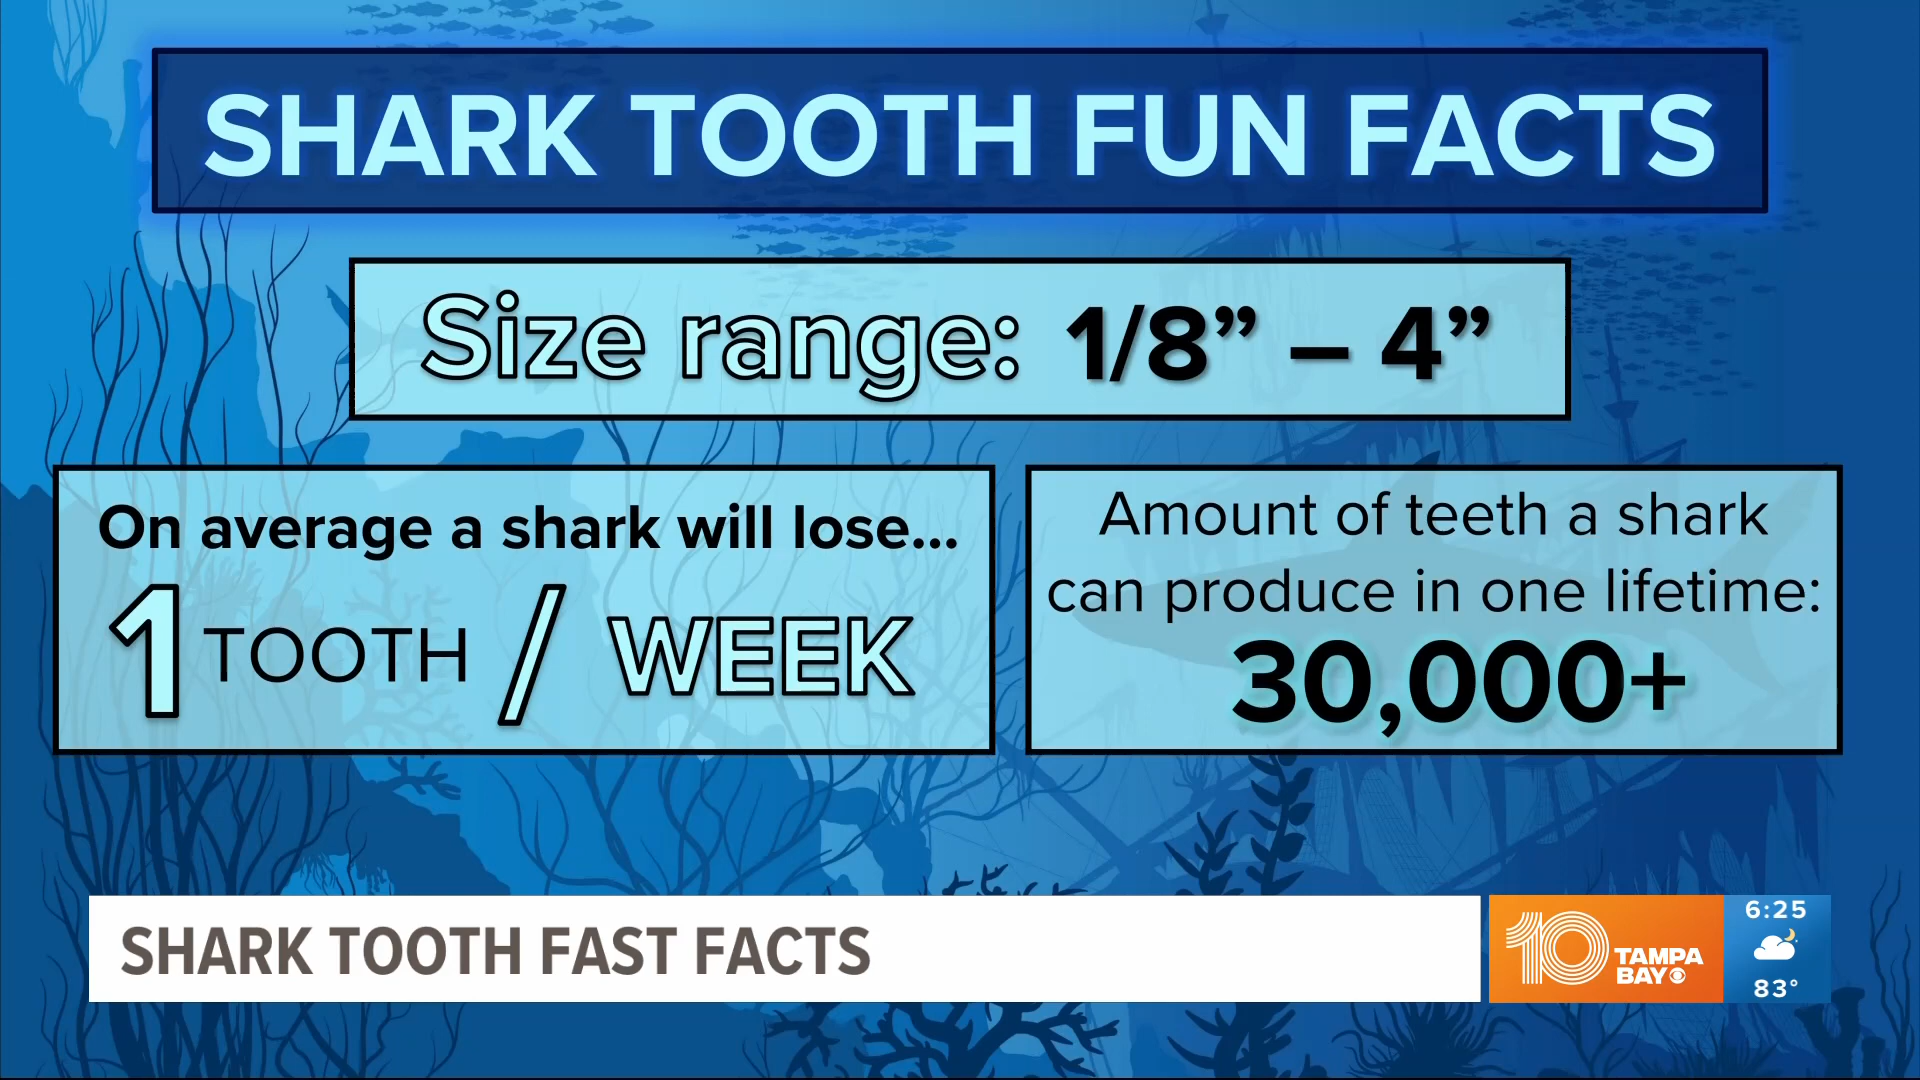 SHARK TOOTH FUN FACTS
Size range: 1/8” – 4”
On average a shark will lose...
1 TOOTH / WEEK
Amount of teeth a shark
can produce in one lifetime:
30,000+
SHARK TOOTH FAST FACTS
10 TAMPA
BAY
6:25
83°